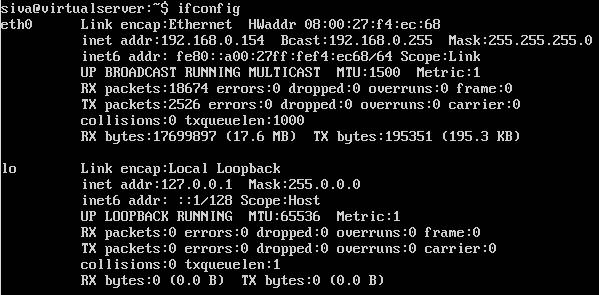 siva@virtualserver:~$ ifconfig
eth0      Link encap:Ethernet  HWaddr 08:00:27:f4:ec:68
          inet addr:192.168.0.154  Bcast:192.168.0.255  Mask:255.255.255.0
          inet6 addr: fe80::a00:27ff:fef4:ec68/64 Scope:Link
          UP BROADCAST RUNNING MULTICAST  MTU:1500  Metric:1
          RX packets:18674 errors:0 dropped:0 overruns:0 frame:0
          TX packets:2526 errors:0 dropped:0 overruns:0 carrier:0
          collisions:0 txqueuelen:1000
          RX bytes:17699897 (17.6 MB)  TX bytes:195351 (195.3 KB)

lo        Link encap:Local Loopback
          inet addr:127.0.0.1  Mask:255.0.0.0
          inet6 addr: ::1/128 Scope:Host
          UP LOOPBACK RUNNING  MTU:65536  Metric:1
          RX packets:0 errors:0 dropped:0 overruns:0 frame:0
          TX packets:0 errors:0 dropped:0 overruns:0 carrier:0
          collisions:0 txqueuelen:1
          RX bytes:0 (0.0 B)  TX bytes:0 (0.0 B)